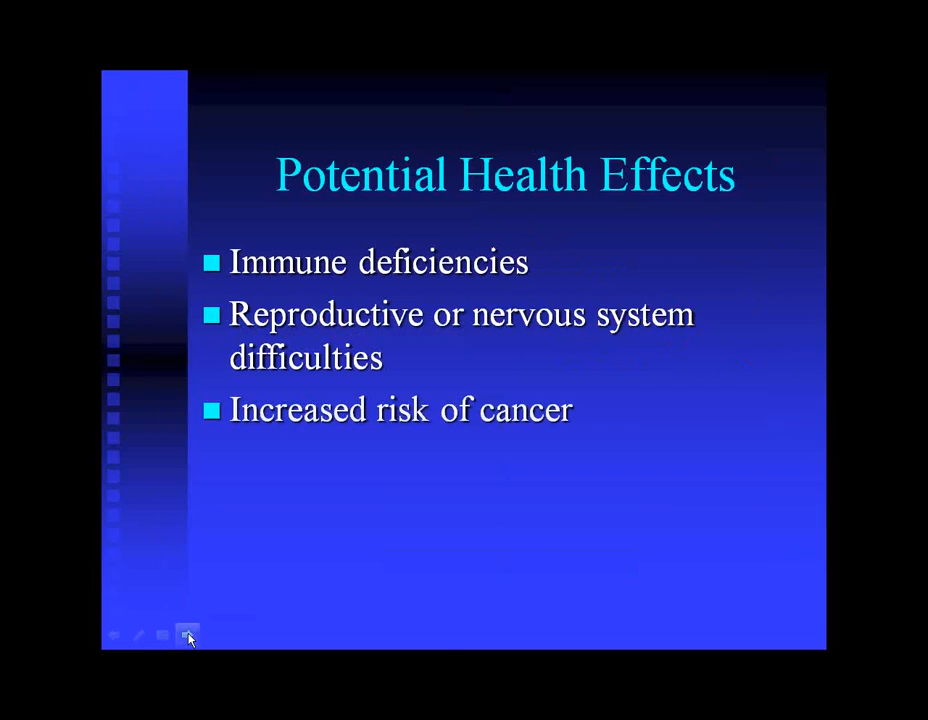 Potential Health Effects
Immune deficiencies
Reproductive or nervous system
difficulties
Increased risk of cancer